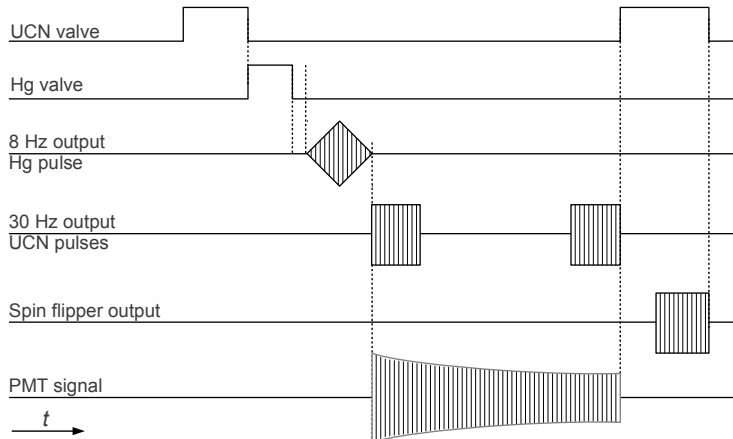 UCN valve
Hg valve
8 Hz output
Hg pulse
30 Hz output
UCN pulses
Spin flipper output
PMT signal
t